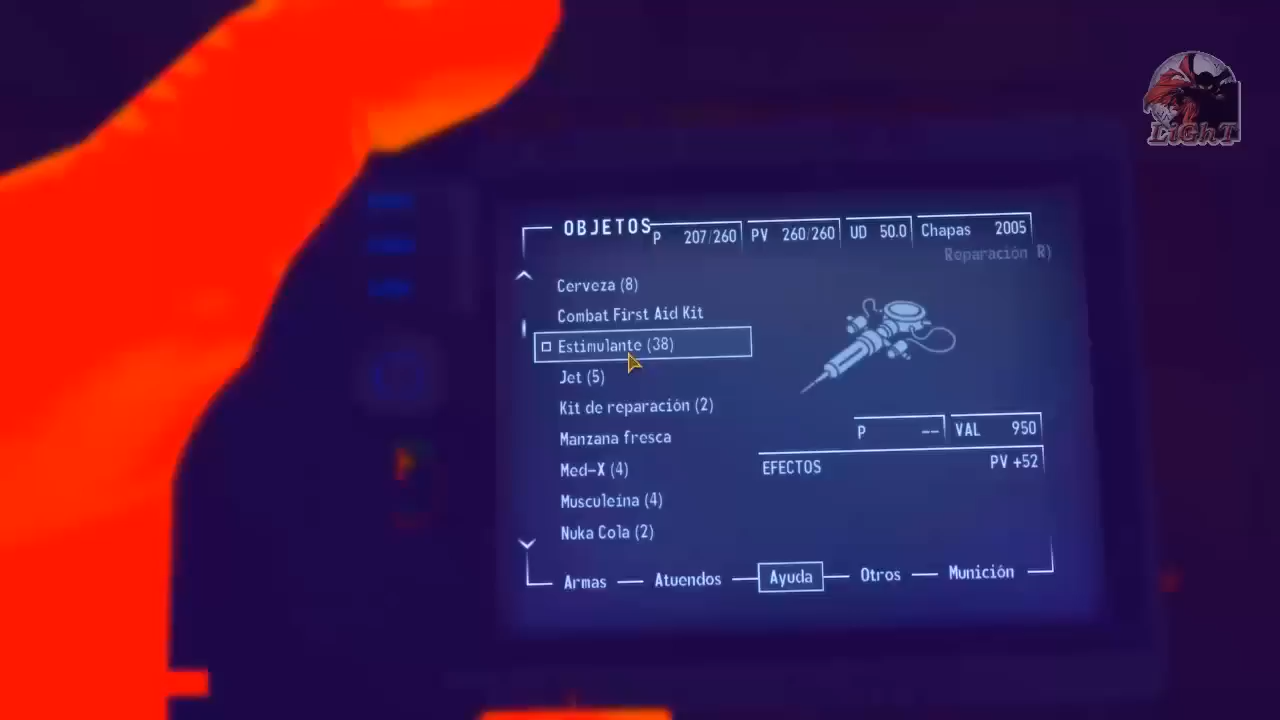 LiGhT
OBJETOS P 207/260 PV 260/260 UD 50.0 Chapas 2005
Reparación R)
Cerveza (8)
Combat First Aid Kit
Estimulante (38)
Jet (5)
Kit de reparación (2)
Manzana fresca
Med-X (4)
Musculeína (4)
Nuka Cola (2)
P -- VAL 950
EFECTOS PV +52
Armas Atuendos Ayuda Otros Munición